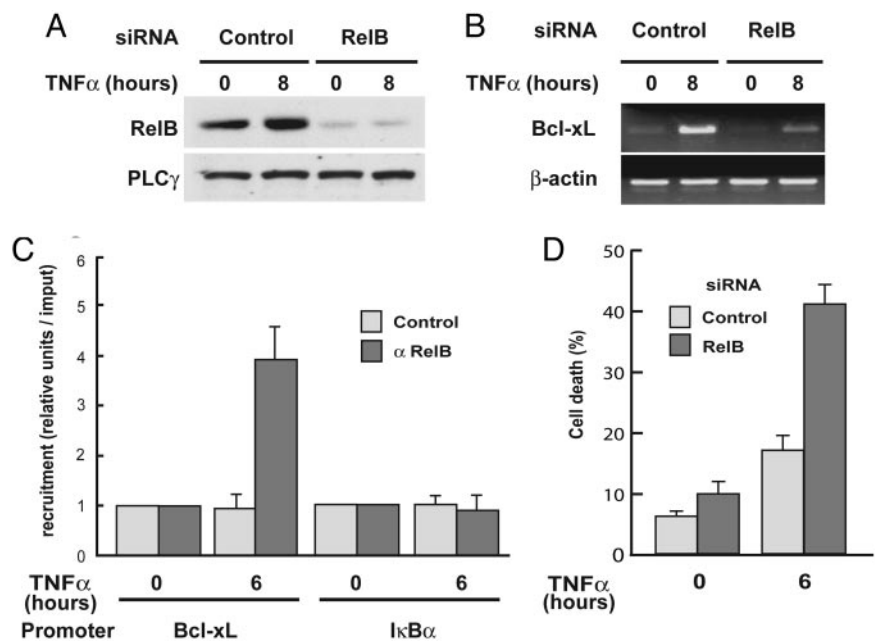 A
siRNA Control RelB
TNFα (hours) 0 8 0 8
RelB
PLCγ
B
siRNA Control RelB
TNFα (hours) 0 8 0 8
Bcl-xL
β-actin
C
recruitment (relative units / imput)
6
5
4
3
2
1
0
Control
α RelB
TNFα (hours) 0 6 0 6
Promoter Bcl-xL IκBα
D
Cell death (%)
50
40
30
20
10
0
siRNA
Control
RelB
TNFα (hours) 0 6